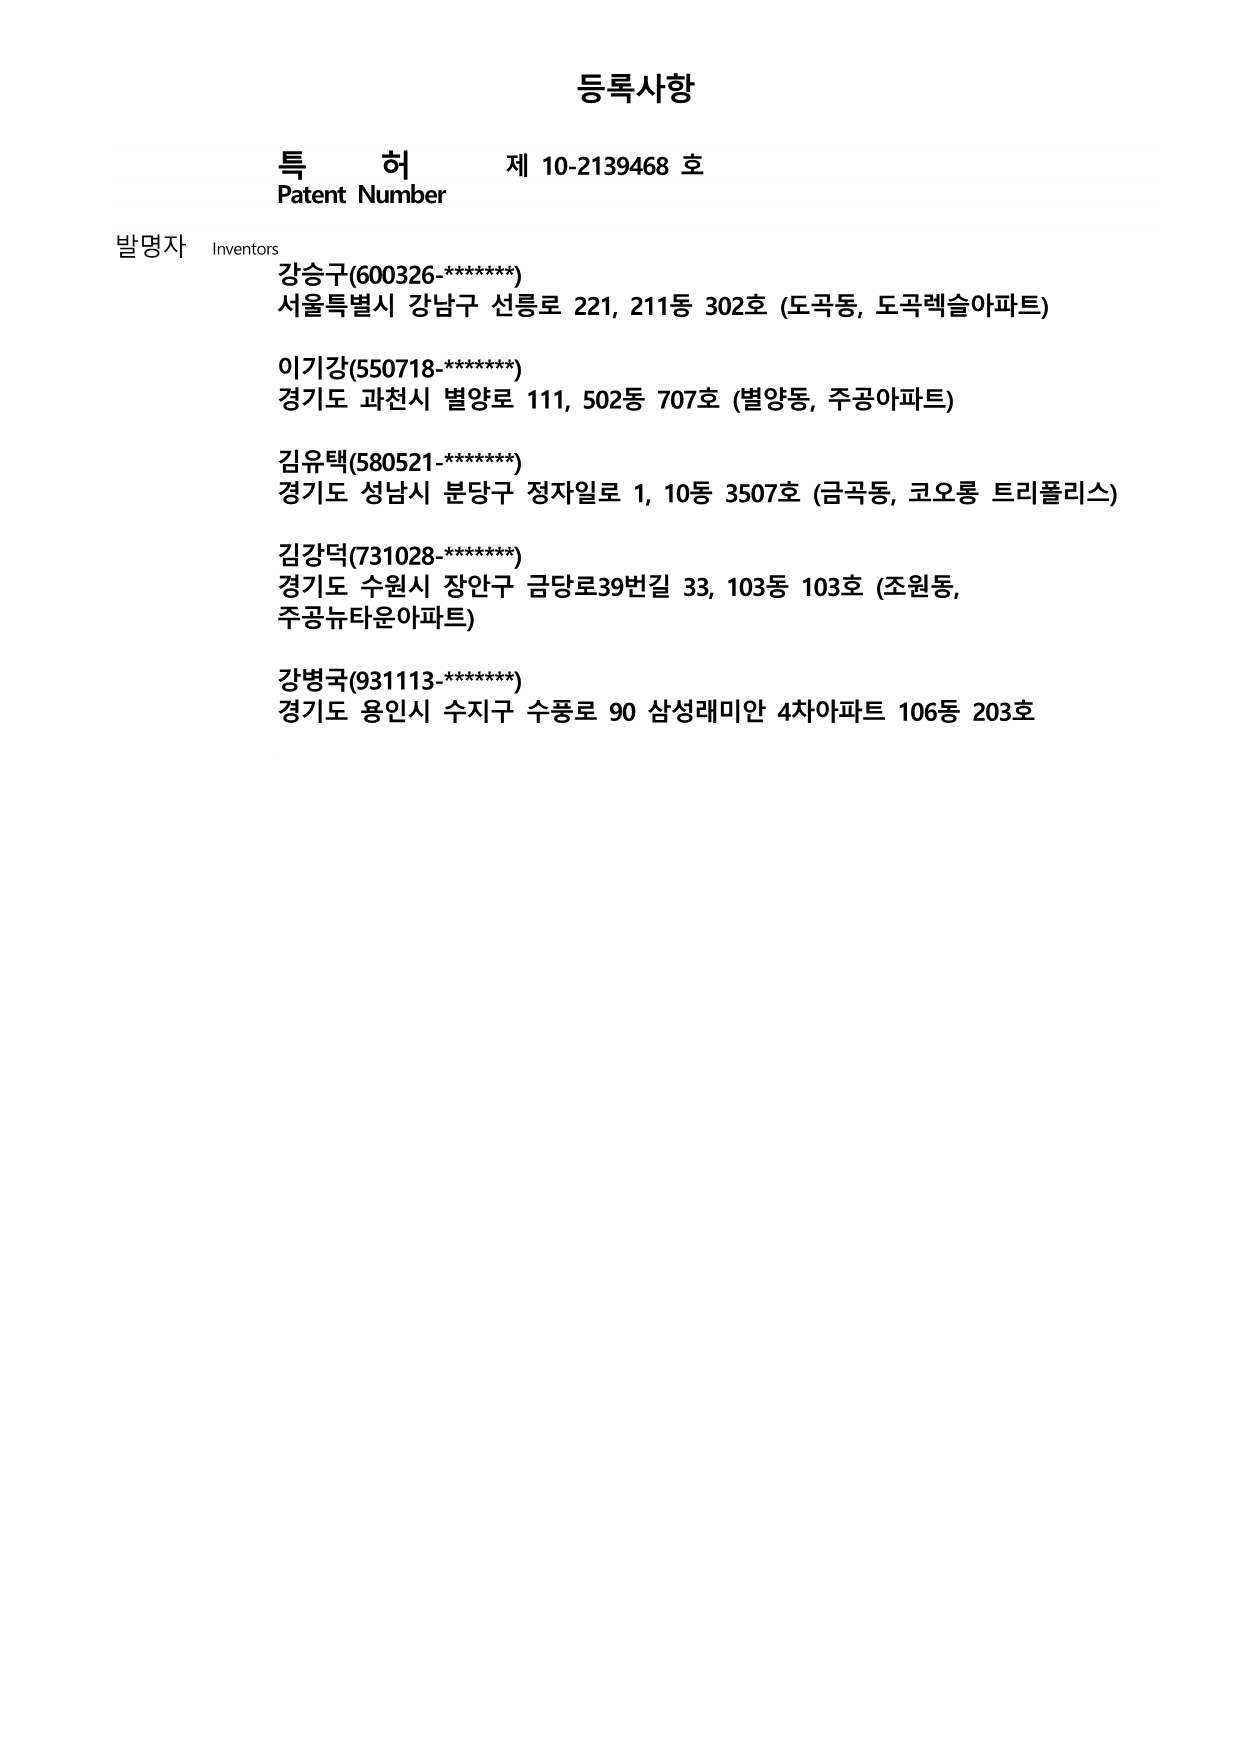 등록사항
특 허 제 10-2139468 호
Patent Number
발명자 Inventors
강승구(600326-*******)
서울특별시 강남구 선릉로 221, 211동 302호 (도곡동, 도곡렉슬아파트)
이기강(550718-*******)
경기도 과천시 별양로 111, 502동 707호 (별양동, 주공아파트)
김유택(580521-*******)
경기도 성남시 분당구 정자일로 1, 10동 3507호 (금곡동, 코오롱 트리폴리스)
김강덕(731028-*******)
경기도 수원시 장안구 금당로39번길 33, 103동 103호 (조원동,
주공뉴타운아파트)
강병국(931113-*******)
경기도 용인시 수지구 수풍로 90 삼성래미안 4차아파트 106동 203호